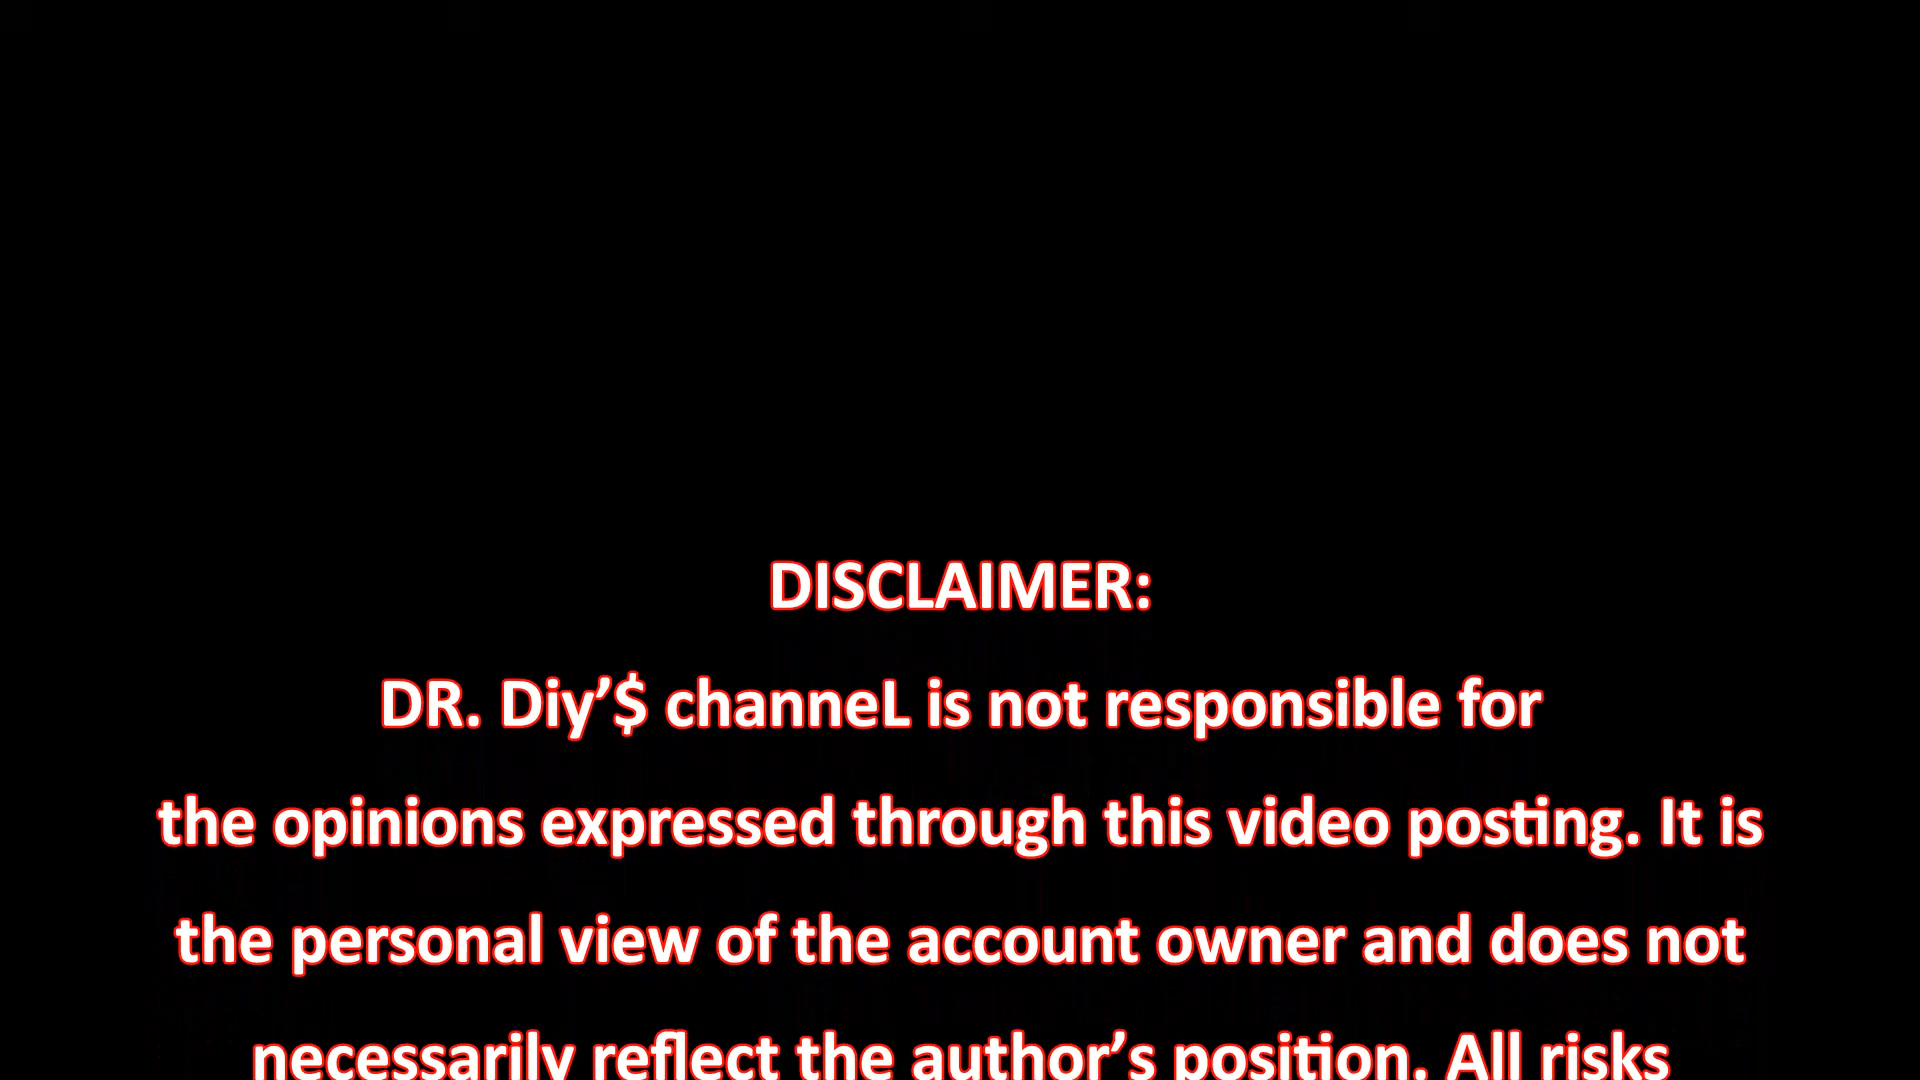 DISCLAIMER:
DR. Diy’$ channeL is not responsible for
the opinions expressed through this video posting. It is
the personal view of the account owner and does not
necessarily reflect the author’s position. All risks